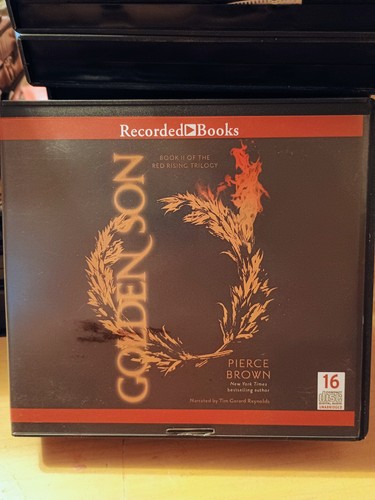 Recorded Books
BOOK II OF THE
RED RISING TRILOGY
GOLDEN SON
PIERCE
BROWN
New York Times
bestselling author
Narrated by Tim Gerard Reynolds
16
UNABRIDGED